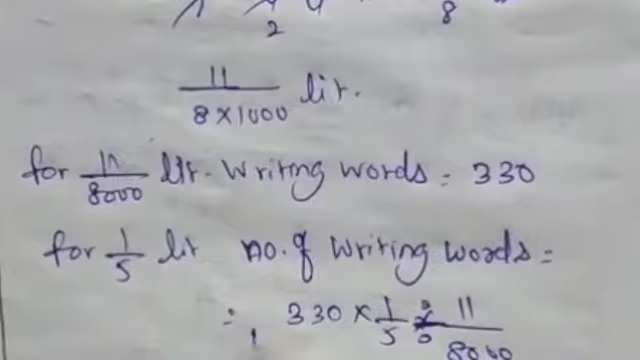 2 8
11/8×1000 lit.
for 11/8000 lit. writing words = 330
for 1/5 lit no. of writing words =
= 330 × 1/5 ÷ 11/8000